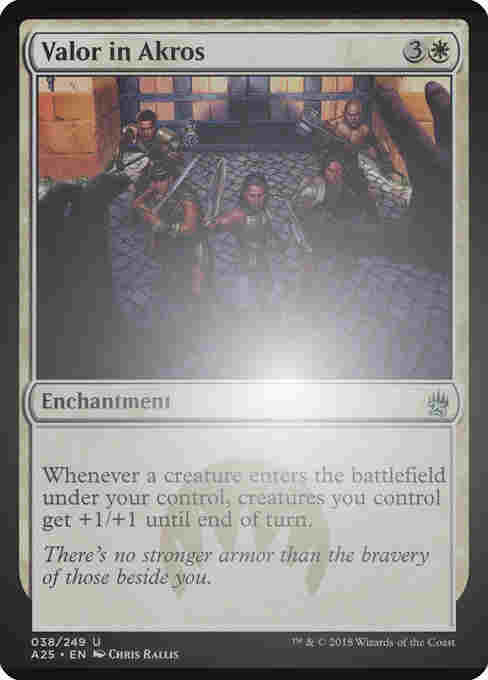 Valor in Akros 3
Enchantment
Whenever a creature enters the battlefield
under your control, creatures you control
get +1/+1 until end of turn.
There's no stronger armor than the bravery
of those beside you.
038/249 U
™ & © 2018 Wizards of the Coast
A25 • EN Chris Rallis